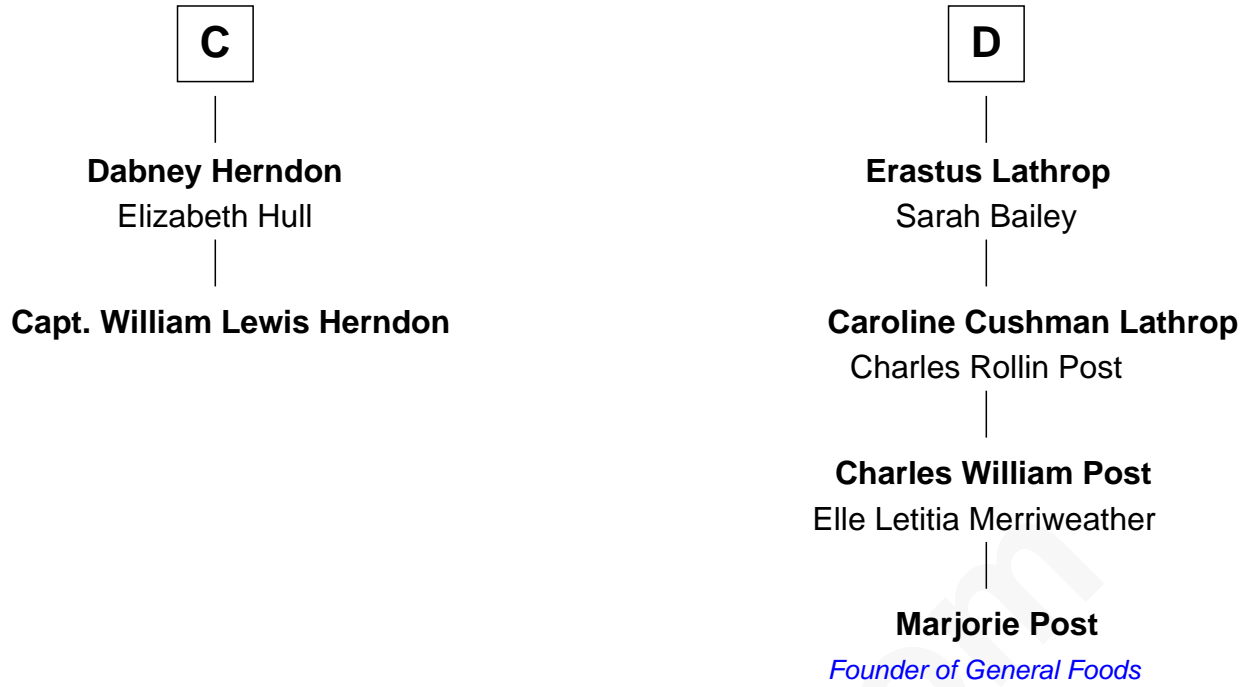 C
Dabney Herndon
Elizabeth Hull
Capt. William Lewis Herndon
D
Erastus Lathrop
Sarah Bailey
Caroline Cushman Lathrop
Charles Rollin Post
Charles William Post
Elle Letitia Merriweather
Marjorie Post
Founder of General Foods